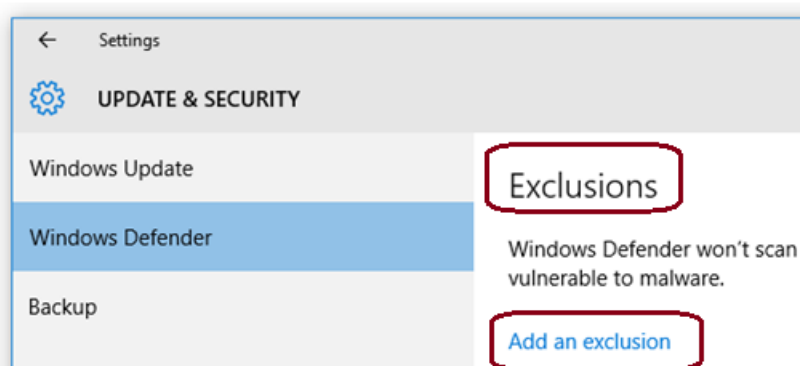 Settings
UPDATE & SECURITY
Windows Update
Windows Defender
Backup
Exclusions
Windows Defender won't scan
vulnerable to malware.
Add an exclusion